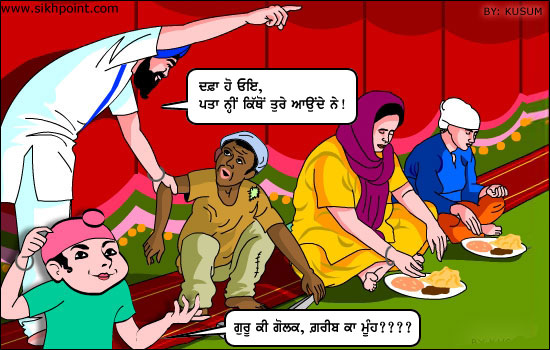 www.sikhpoint.com
BY: KUSUM
ਦਫ਼ਾ ਹੋ ਓਇ,
ਪਤਾ ਨ੍ਹੀਂ ਕਿੱਥੋਂ ਤੁਰੇ ਆਉਂਦੇ ਨੇ!
ਗੁਰੂ ਕੀ ਗੋਲਕ, ਗ਼ਰੀਬ ਕਾ ਮੂੰਹ????